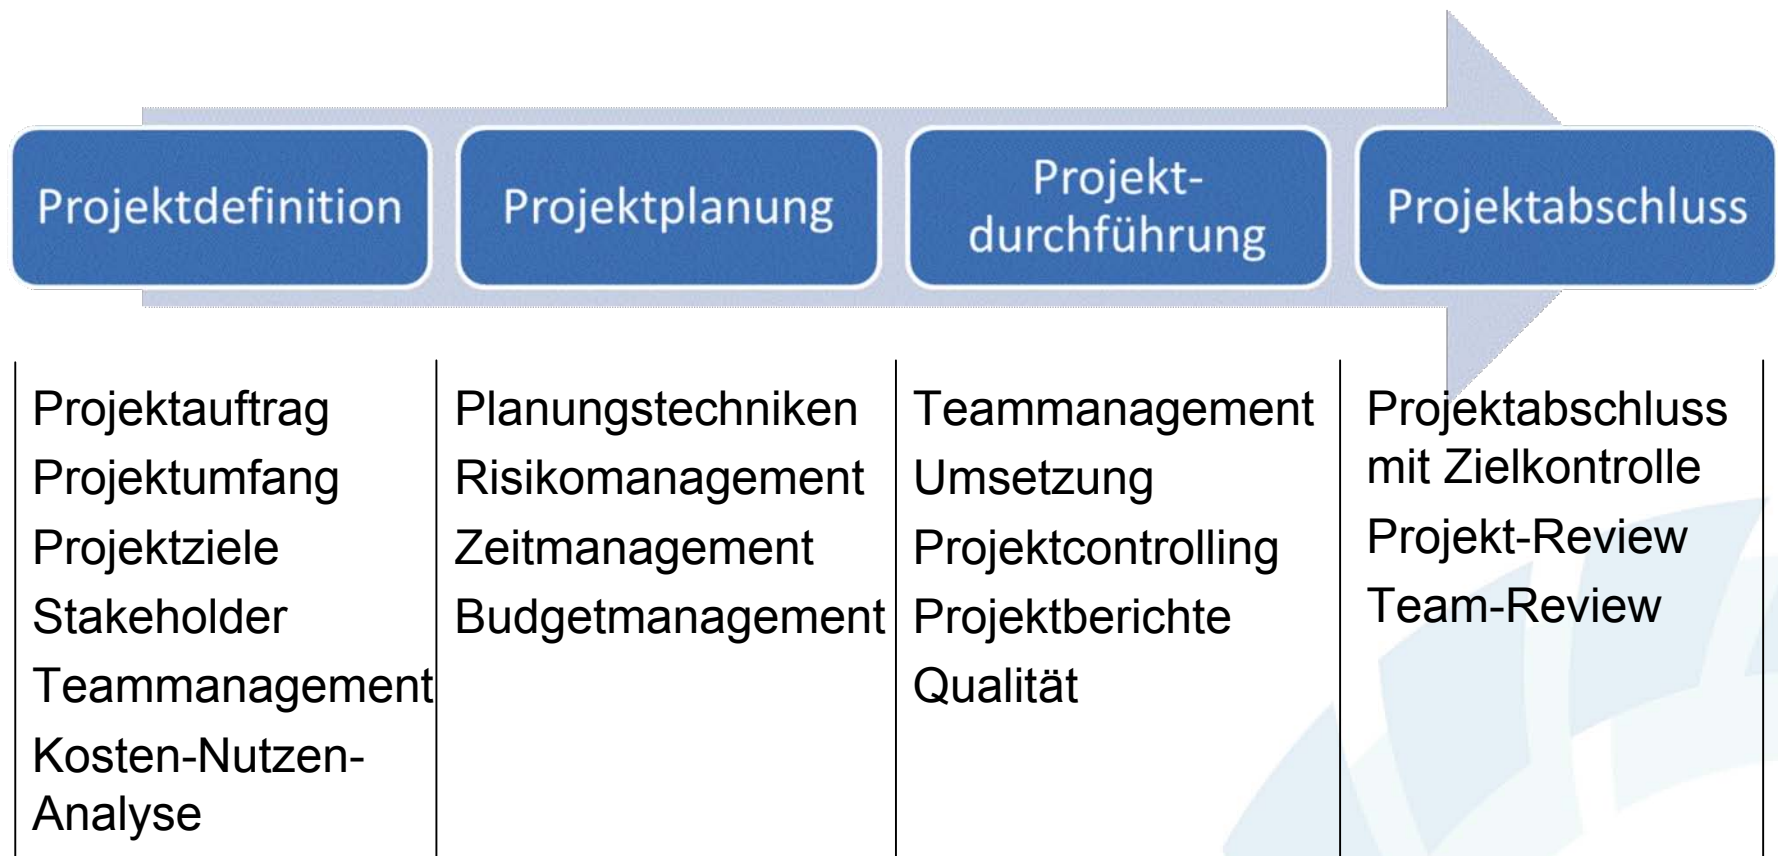 Projektdefinition
Projektplanung
Projekt-
durchführung
Projektabschluss
Projektauftrag
Projektumfang
Projektziele
Stakeholder
Teammanagement
Kosten-Nutzen-
Analyse
Planungstechniken
Risikomanagement
Zeitmanagement
Budgetmanagement
Teammanagement
Umsetzung
Projektcontrolling
Projektberichte
Qualität
Projektabschluss
mit Zielkontrolle
Projekt-Review
Team-Review